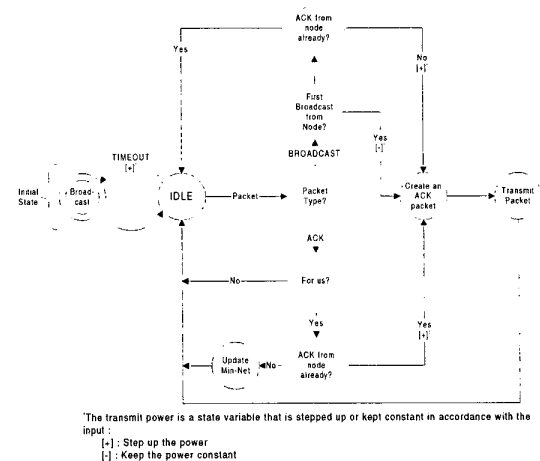 ACK from
node
already?
Yes
No
[+]*
First
Broadcast
from
Node?
Yes
[-]*
TIMEOUT
[+]*
BROADCAST
Initial
State
Broad-
cast
IDLE
Packet
Packet
Type?
Create an
ACK
packet
Transmit
Packet
ACK
No
For us?
Yes
Yes
[+]*
Update
Min-Net
No
ACK from
node
already?
*The transmit power is a state variable that is stepped up or kept constant in accordance with the
input :
[+] : Step up the power
[-] : Keep the power constant